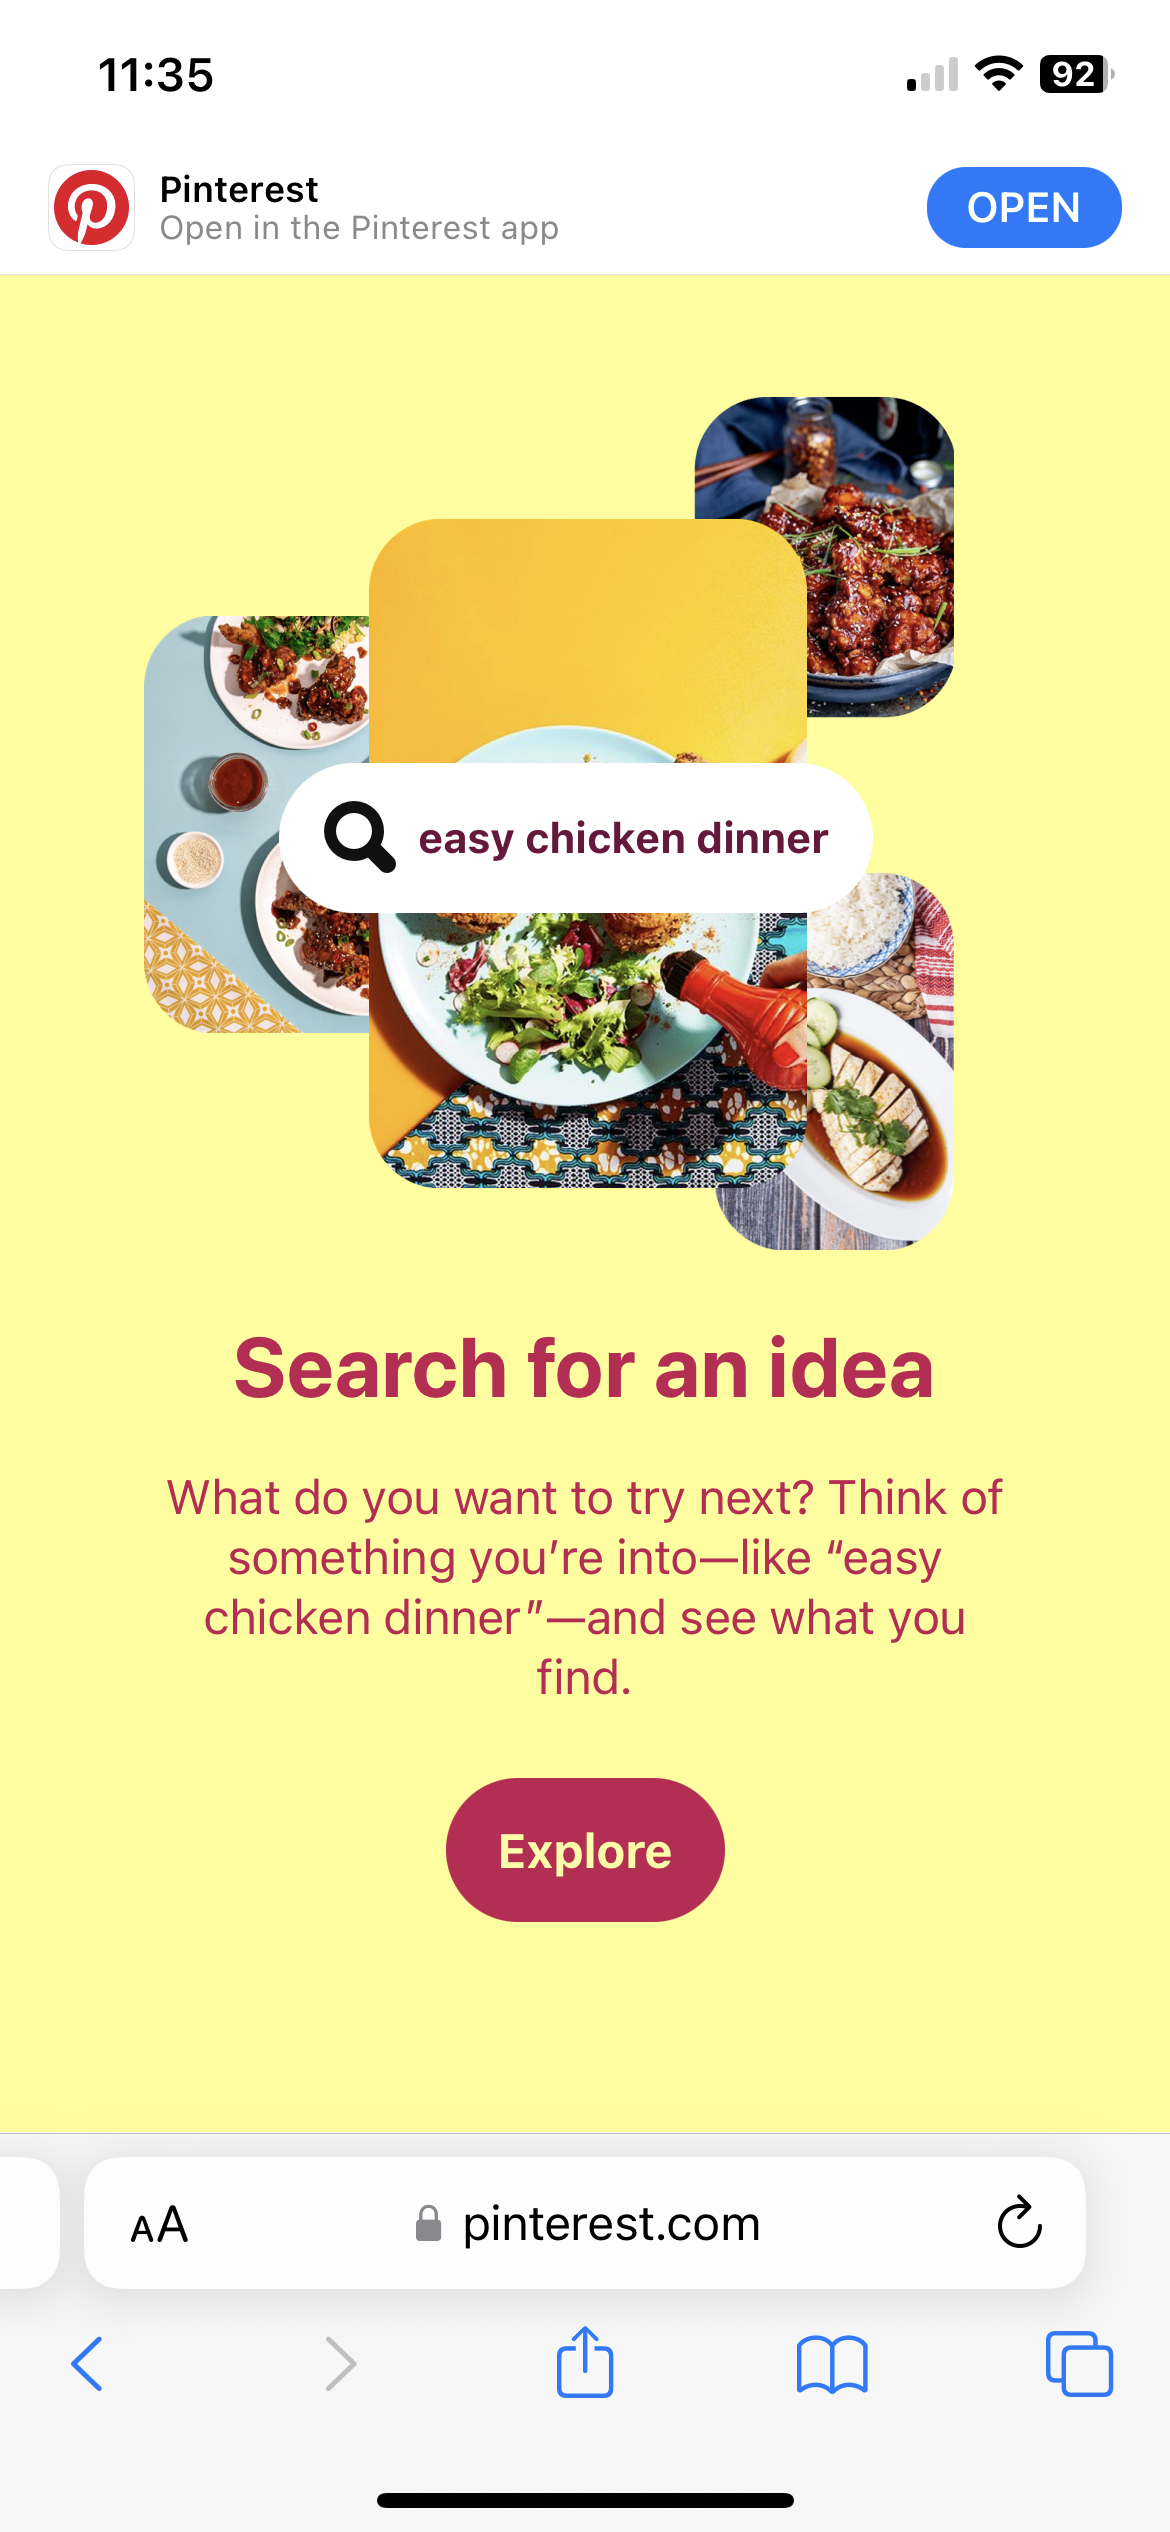 11:35
92
Pinterest
Open in the Pinterest app
OPEN
easy chicken dinner
Search for an idea
What do you want to try next? Think of
something you’re into—like “easy
chicken dinner”—and see what you
find.
Explore
AA
pinterest.com